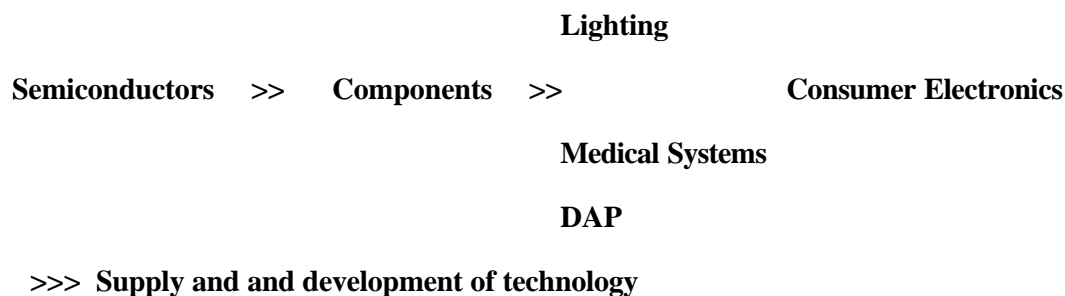 Lighting
Semiconductors >> Components >> Consumer Electronics
Medical Systems
DAP
>>> Supply and and development of technology